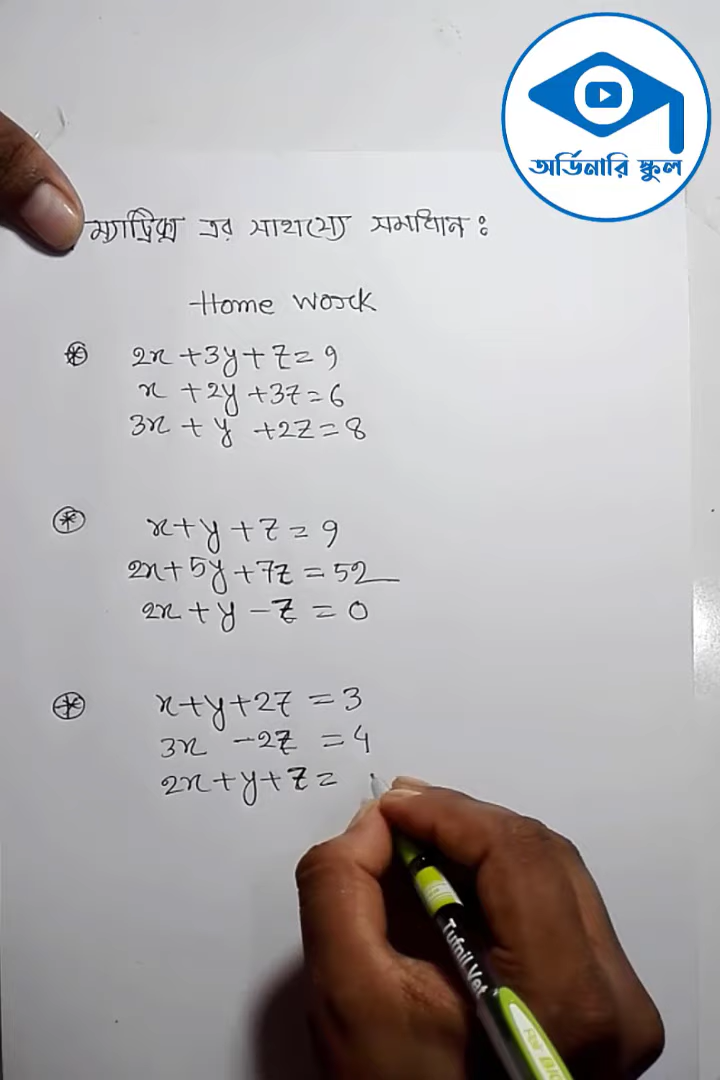 অর্ডিনারি স্কুল
ম্যাট্রিক্স এর সাহায্যে সমাধান :
Home Work
* 2x + 3y + z = 9
x + 2y + 3z = 6
3x + y + 2z = 8
* x + y + z = 9
2x + 5y + 7z = 52
2x + y - z = 0
* x + y + 2z = 3
3x - 2z = 4
2x + y + z =
Tufnil Vet